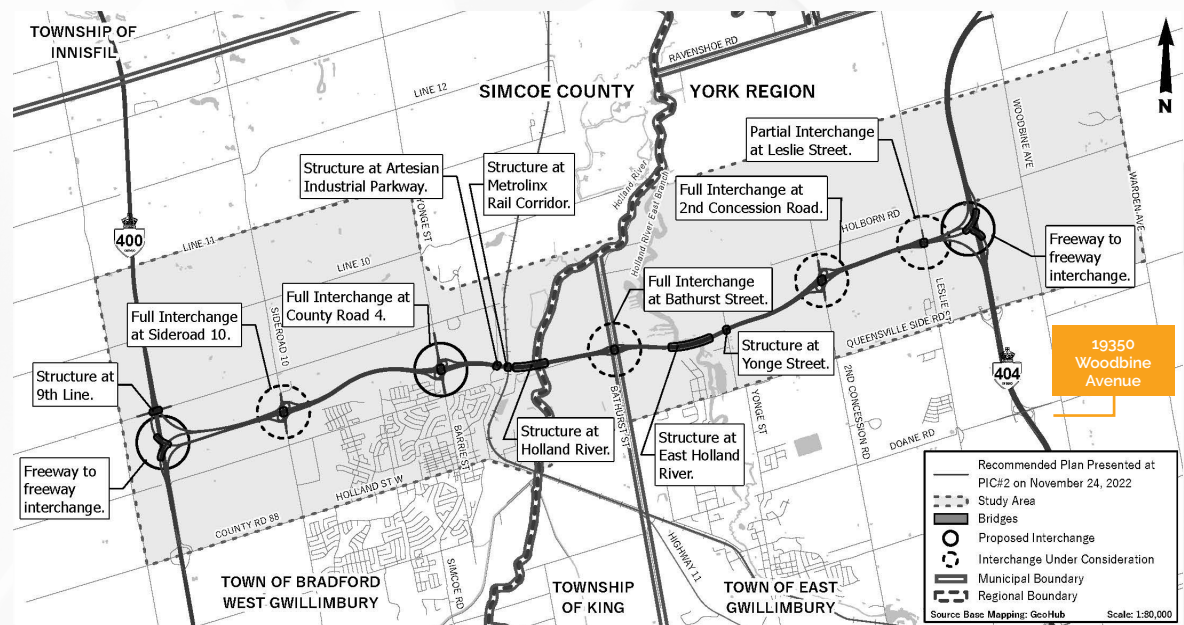 TOWNSHIP OF
INNISFIL
SIMCOE COUNTY
YORK REGION
RAVENSHOE RD
LINE 12
WOODBINE AVE
WARDEN AVE
N
Partial Interchange
at Leslie Street.
Structure at Artesian
Industrial Parkway.
Structure at
Metrolinx
Rail Corridor.
Full Interchange at
2nd Concession Road.
Holland River
Holland River East Branch
YONGE ST
HOLBORN RD
400
LINE 11
LINE 10
Freeway to
freeway
interchange.
Full Interchange
at Sideroad 10.
SIDEROAD 10
Full Interchange at
County Road 4.
Full Interchange
at Bathurst Street.
LESLIE ST
QUEENSVILLE SIDE RD
Structure at
9th Line.
Structure at
Yonge Street.
404
19350
Woodbine
Avenue
BATHURST ST
YONGE ST
2ND CONCESSION RD
DOANE RD
BARRIE ST
Structure at
Holland River.
Structure at
East Holland
River.
Freeway to
freeway
interchange.
HOLLAND ST W
COUNTY RD 88
HIGHWAY 11
SIMCOE RD
TOWN OF BRADFORD
WEST GWILLIMBURY
TOWNSHIP
OF KING
TOWN OF EAST
GWILLIMBURY
Recommended Plan Presented at
PIC#2 on November 24, 2022
Study Area
Bridges
Proposed Interchange
Interchange Under Consideration
Municipal Boundary
Regional Boundary
Source Base Mapping: GeoHub
Scale: 1:80,000